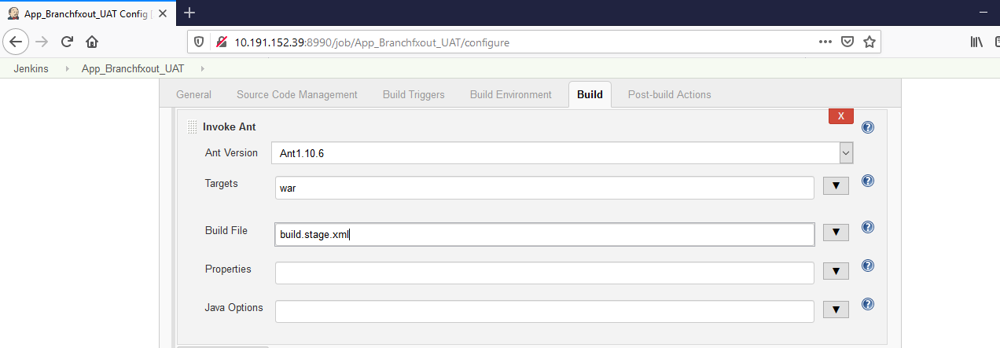 App_Branchfxout_UAT Config |
10.191.152.39:8990/job/App_Branchfxout_UAT/configure
Jenkins App_Branchfxout_UAT
General Source Code Management Build Triggers Build Environment Build Post-build Actions
Invoke Ant X ?
Ant Version Ant1.10.6
Targets war ?
Build File build.stage.xml ?
Properties ?
Java Options ?